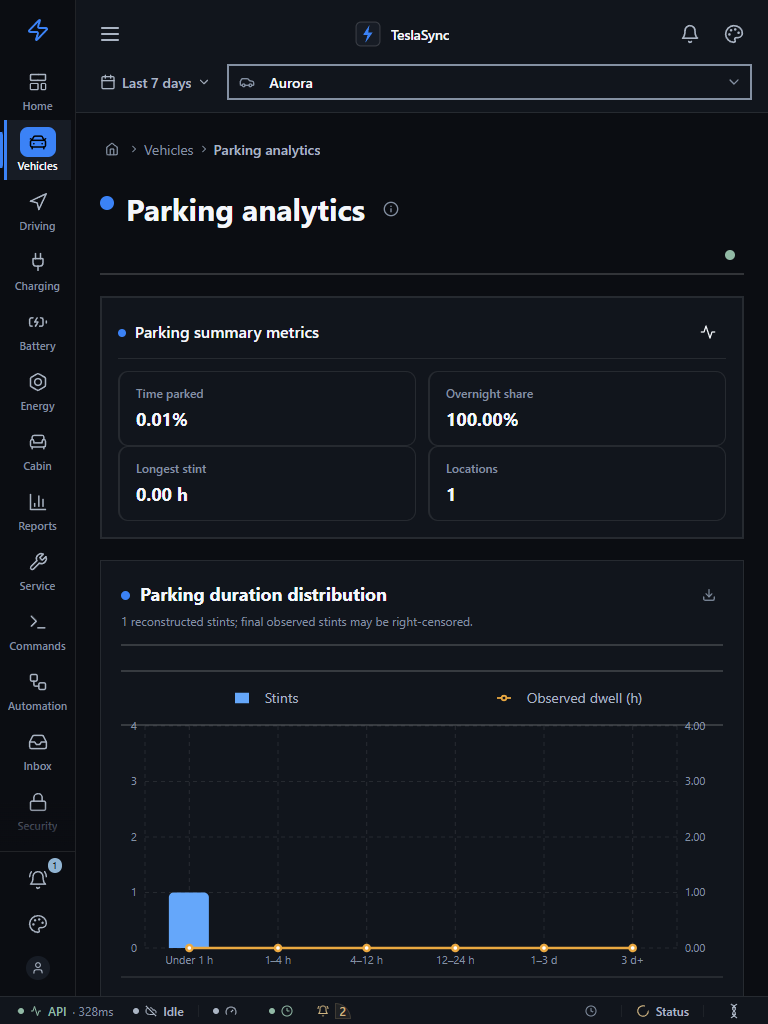 TeslaSync
Last 7 days
Aurora
Home
Vehicles
Driving
Charging
Battery
Energy
Cabin
Reports
Service
Commands
Automation
Inbox
Security
1
Vehicles
Parking analytics
Parking analytics
Parking summary metrics
Time parked
0.01%
Overnight share
100.00%
Longest stint
0.00 h
Locations
1
Parking duration distribution
1 reconstructed stints; final observed stints may be right-censored.
Stints
Observed dwell (h)
4
4.00
3
3.00
2
2.00
1
1.00
0
0.00
Under 1 h
1–4 h
4–12 h
12–24 h
1–3 d
3 d+
API · 328ms
Idle
2
Status